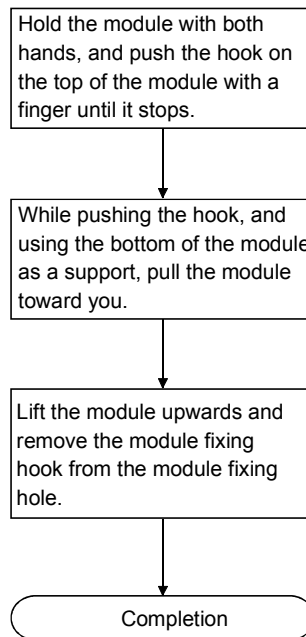 Hold the module with both
hands, and push the hook on
the top of the module with a
finger until it stops.
While pushing the hook, and
using the bottom of the module
as a support, pull the module
toward you.
Lift the module upwards and
remove the module fixing
hook from the module fixing
hole.
Completion